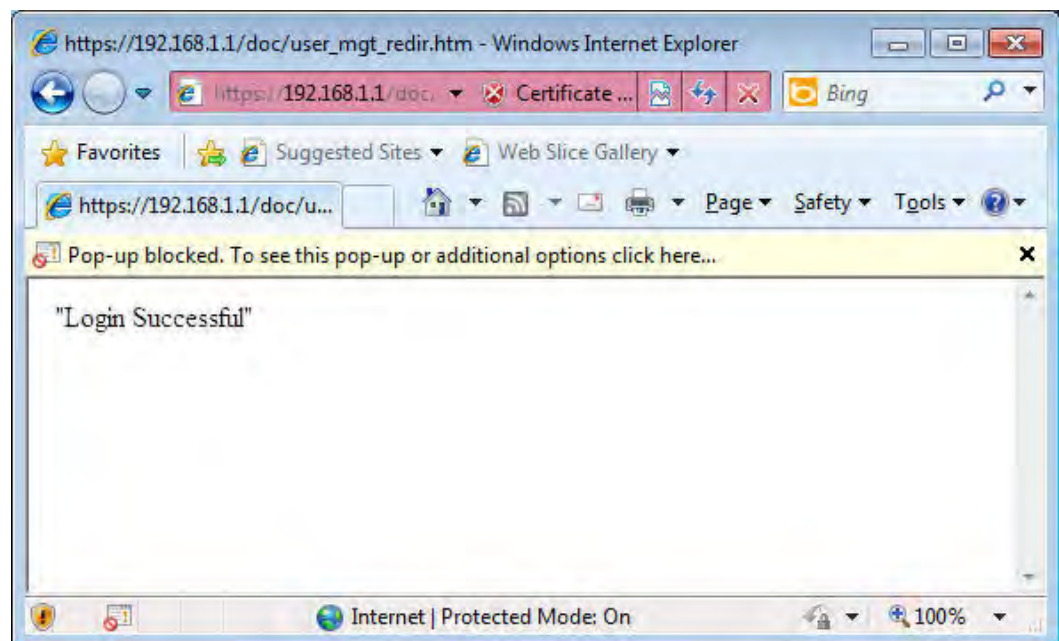 https://192.168.1.1/doc/user_mgt_redir.htm - Windows Internet Explorer
https://192.168.1.1/doc. Certificate ... Bing
Favorites Suggested Sites Web Slice Gallery
https://192.168.1.1/doc/u... Page Safety Tools
Pop-up blocked. To see this pop-up or additional options click here...
"Login Successful"
Internet | Protected Mode: On 100%